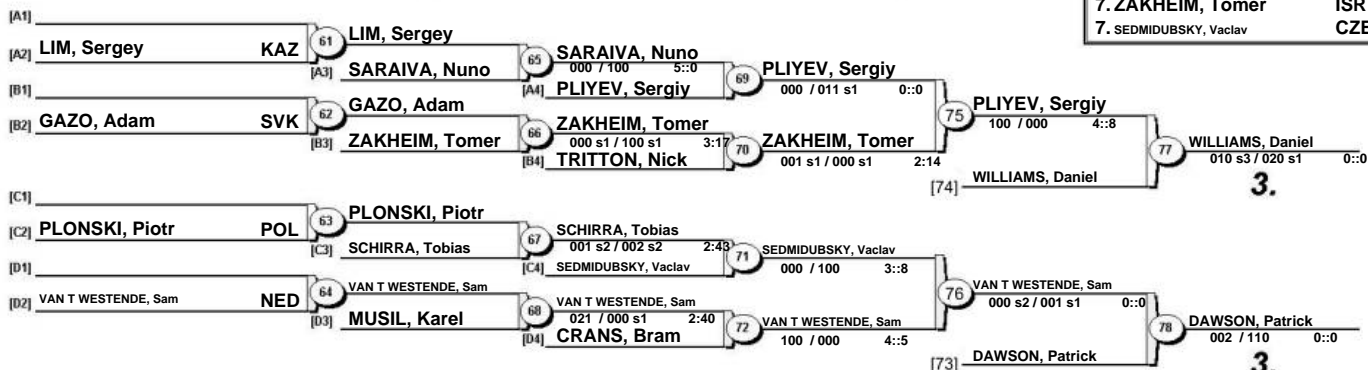 7. ZAKHEIM, Tomer ISR
7. SEDMIDUBSKY, Vaclav CZE
[A1]
[A2] LIM, Sergey KAZ
61 LIM, Sergey
[A3] SARAIVA, Nuno
65 SARAIVA, Nuno
000 / 100 5::0
[A4] PLIYEV, Sergiy
69 PLIYEV, Sergiy
000 / 011 s1 0::0
[B1]
[B2] GAZO, Adam SVK
62 GAZO, Adam
[B3] ZAKHEIM, Tomer
66 ZAKHEIM, Tomer
000 s1 / 100 s1 3:17
[B4] TRITTON, Nick
70 ZAKHEIM, Tomer
001 s1 / 000 s1 2:14
75 PLIYEV, Sergiy
100 / 000 4::8
[74] WILLIAMS, Daniel
77 WILLIAMS, Daniel
010 s3 / 020 s1 0::0
3.
[C1]
[C2] PLONSKI, Piotr POL
63 PLONSKI, Piotr
[C3] SCHIRRA, Tobias
67 SCHIRRA, Tobias
001 s2 / 002 s2 2:43
[C4] SEDMIDUBSKY, Vaclav
71 SEDMIDUBSKY, Vaclav
000 / 100 3::8
[D1]
[D2] VAN T WESTENDE, Sam NED
64 VAN T WESTENDE, Sam
[D3] MUSIL, Karel
68 VAN T WESTENDE, Sam
021 / 000 s1 2:40
[D4] CRANS, Bram
72 VAN T WESTENDE, Sam
100 / 000 4::5
76 VAN T WESTENDE, Sam
000 s2 / 001 s1 0::0
[73] DAWSON, Patrick
78 DAWSON, Patrick
002 / 110 0::0
3.